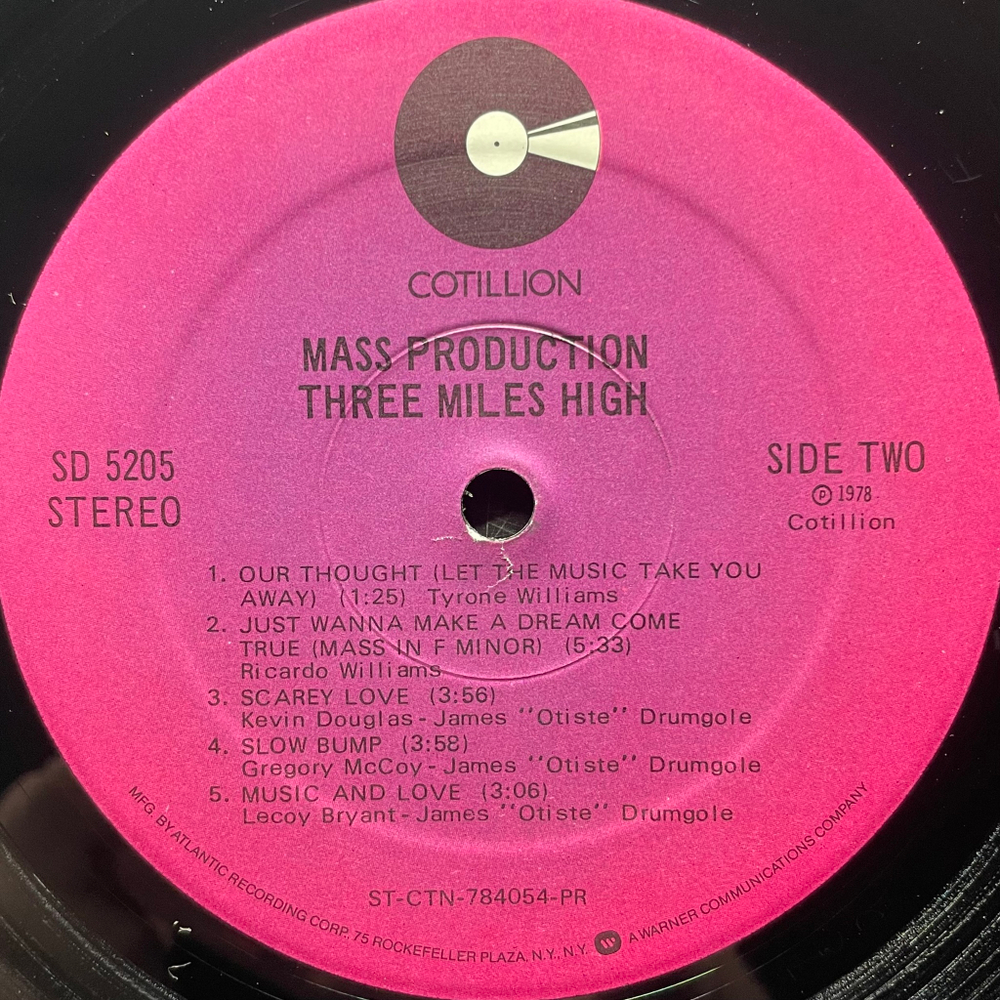 COTILLION
MASS PRODUCTION
THREE MILES HIGH
SD 5205
STEREO
SIDE TWO
℗ 1978
Cotillion
1. OUR THOUGHT (LET THE MUSIC TAKE YOU
AWAY) (1:25) Tyrone Williams
2. JUST WANNA MAKE A DREAM COME
TRUE (MASS IN F MINOR) (5:33)
Ricardo Williams
3. SCAREY LOVE (3:56)
Kevin Douglas-James "Otiste" Drumgole
4. SLOW BUMP (3:58)
Gregory McCoy-James "Otiste" Drumgole
5. MUSIC AND LOVE (3:06)
Lecoy Bryant-James "Otiste" Drumgole
ST-CTN-784054-PR
MFG. BY ATLANTIC RECORDING CORP., 75 ROCKEFELLER PLAZA, N.Y., N.Y. W A WARNER COMMUNICATIONS COMPANY